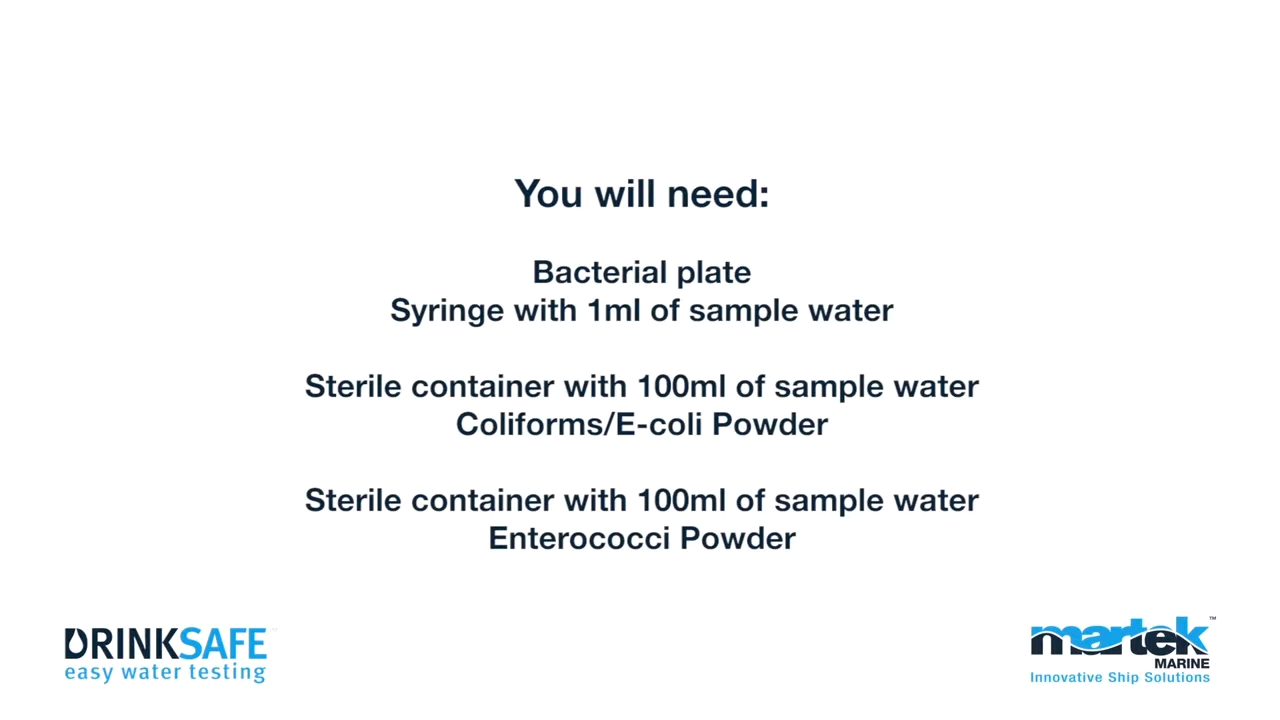 You will need:
Bacterial plate
Syringe with 1ml of sample water
Sterile container with 100ml of sample water
Coliforms/E-coli Powder
Sterile container with 100ml of sample water
Enterococci Powder
DRINKSAFE
easy water testing
martek™
MARINE
Innovative Ship Solutions